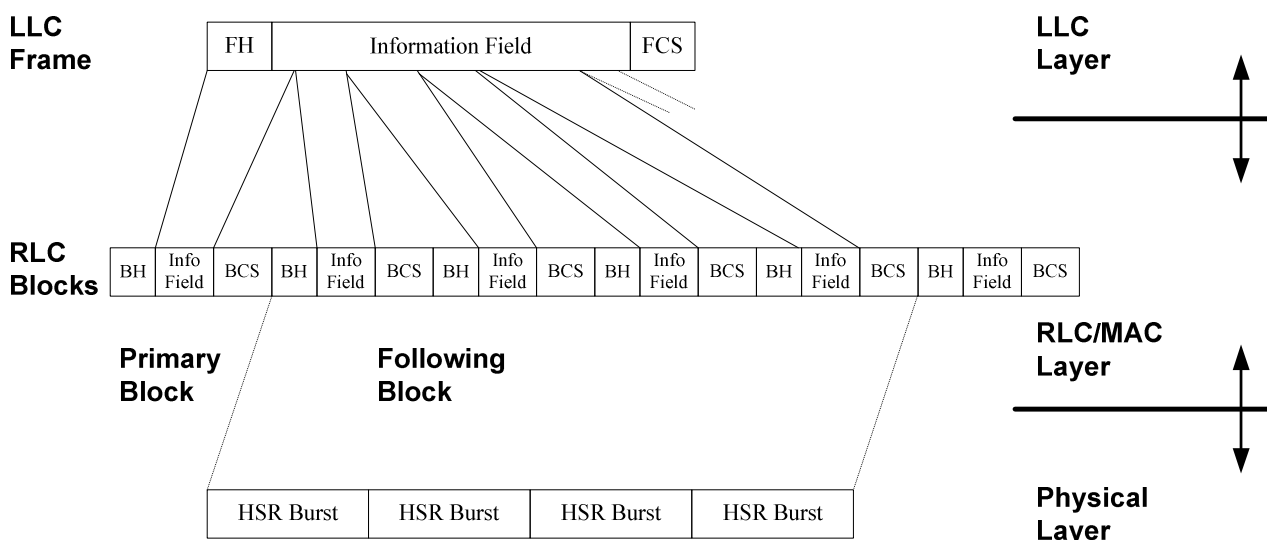 LLC
Frame
FH Information Field FCS
LLC
Layer
RLC
Blocks
BH Info Field BCS BH Info Field BCS BH Info Field BCS BH Info Field BCS BH Info Field BCS BH Info Field BCS
Primary
Block
Following
Block
RLC/MAC
Layer
HSR Burst HSR Burst HSR Burst HSR Burst
Physical
Layer